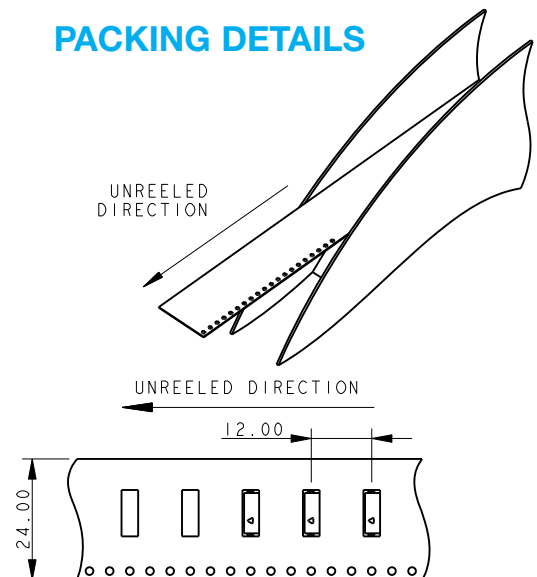 PACKING DETAILS
UNREELED
DIRECTION
UNREELED DIRECTION
12.00
24.00